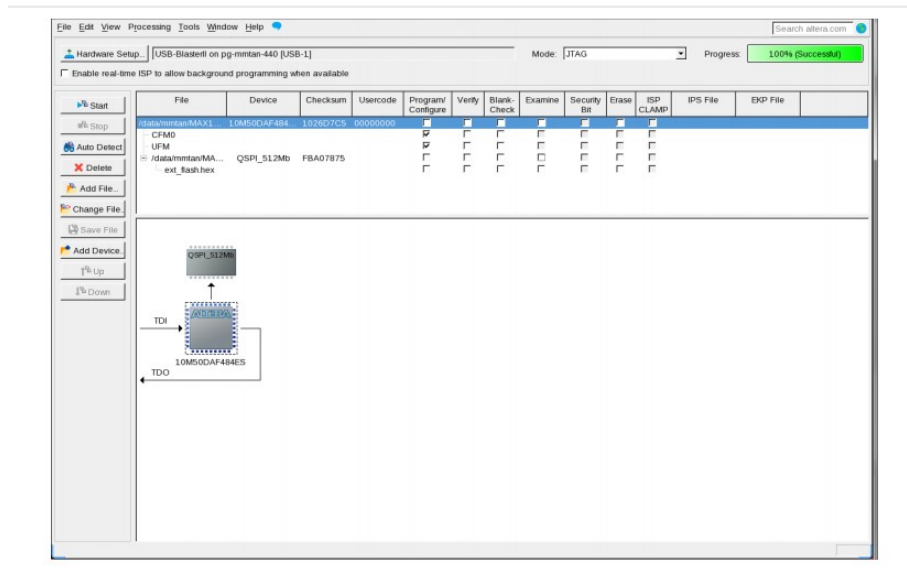 File Edit View Processing Tools Window Help
Search altera.com
Hardware Setup... USB-BlasterII on pg-mmtan-440 [USB-1] Mode: JTAG Progress: 100% (Successful)
Enable real-time ISP to allow background programming when available
Start
Stop
Auto Detect
Delete
Add File...
Change File..
Save File
Add Device..
Up
Down
File Device Checksum Usercode Program/Configure Verify Blank-Check Examine Security Bit Erase ISP CLAMP IPS File EKP File
/data/mmtan/MAX1... 10M50DAF484... 1026D7C5 00000000
CFM0
UFM
/data/mmtan/MA... QSPI_512Mb FBA07875
ext_flash.hex
QSPI_512Mb
TDI
ALTERA
10M50DAF484ES
TDO